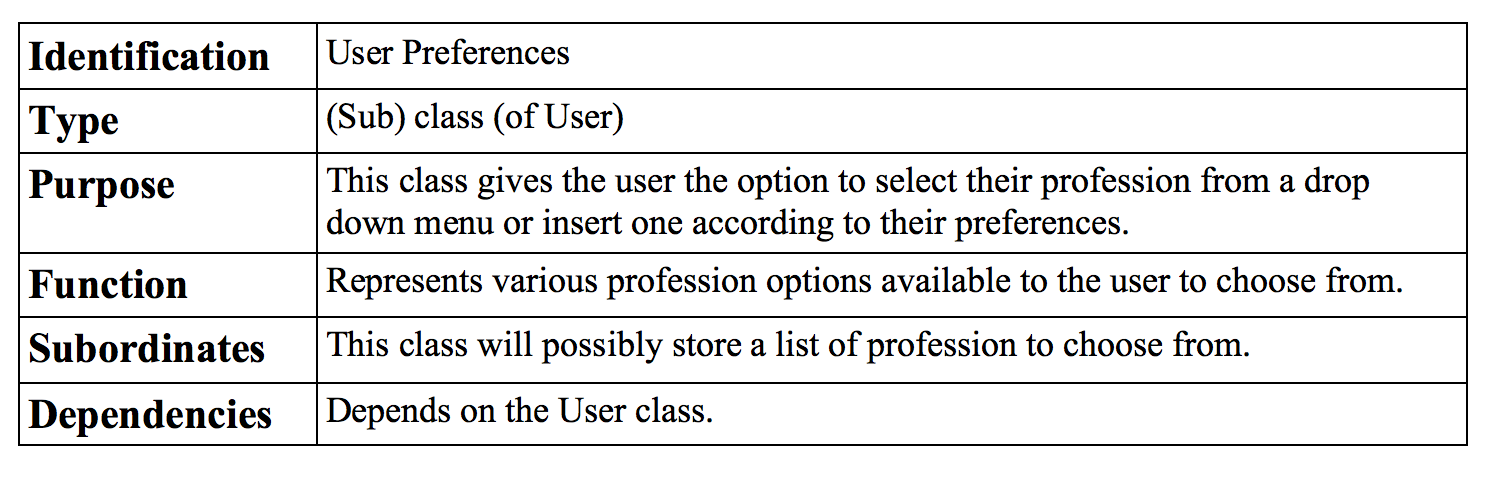 Identification User Preferences
Type (Sub) class (of User)
Purpose This class gives the user the option to select their profession from a drop
down menu or insert one according to their preferences.
Function Represents various profession options available to the user to choose from.
Subordinates This class will possibly store a list of profession to choose from.
Dependencies Depends on the User class.